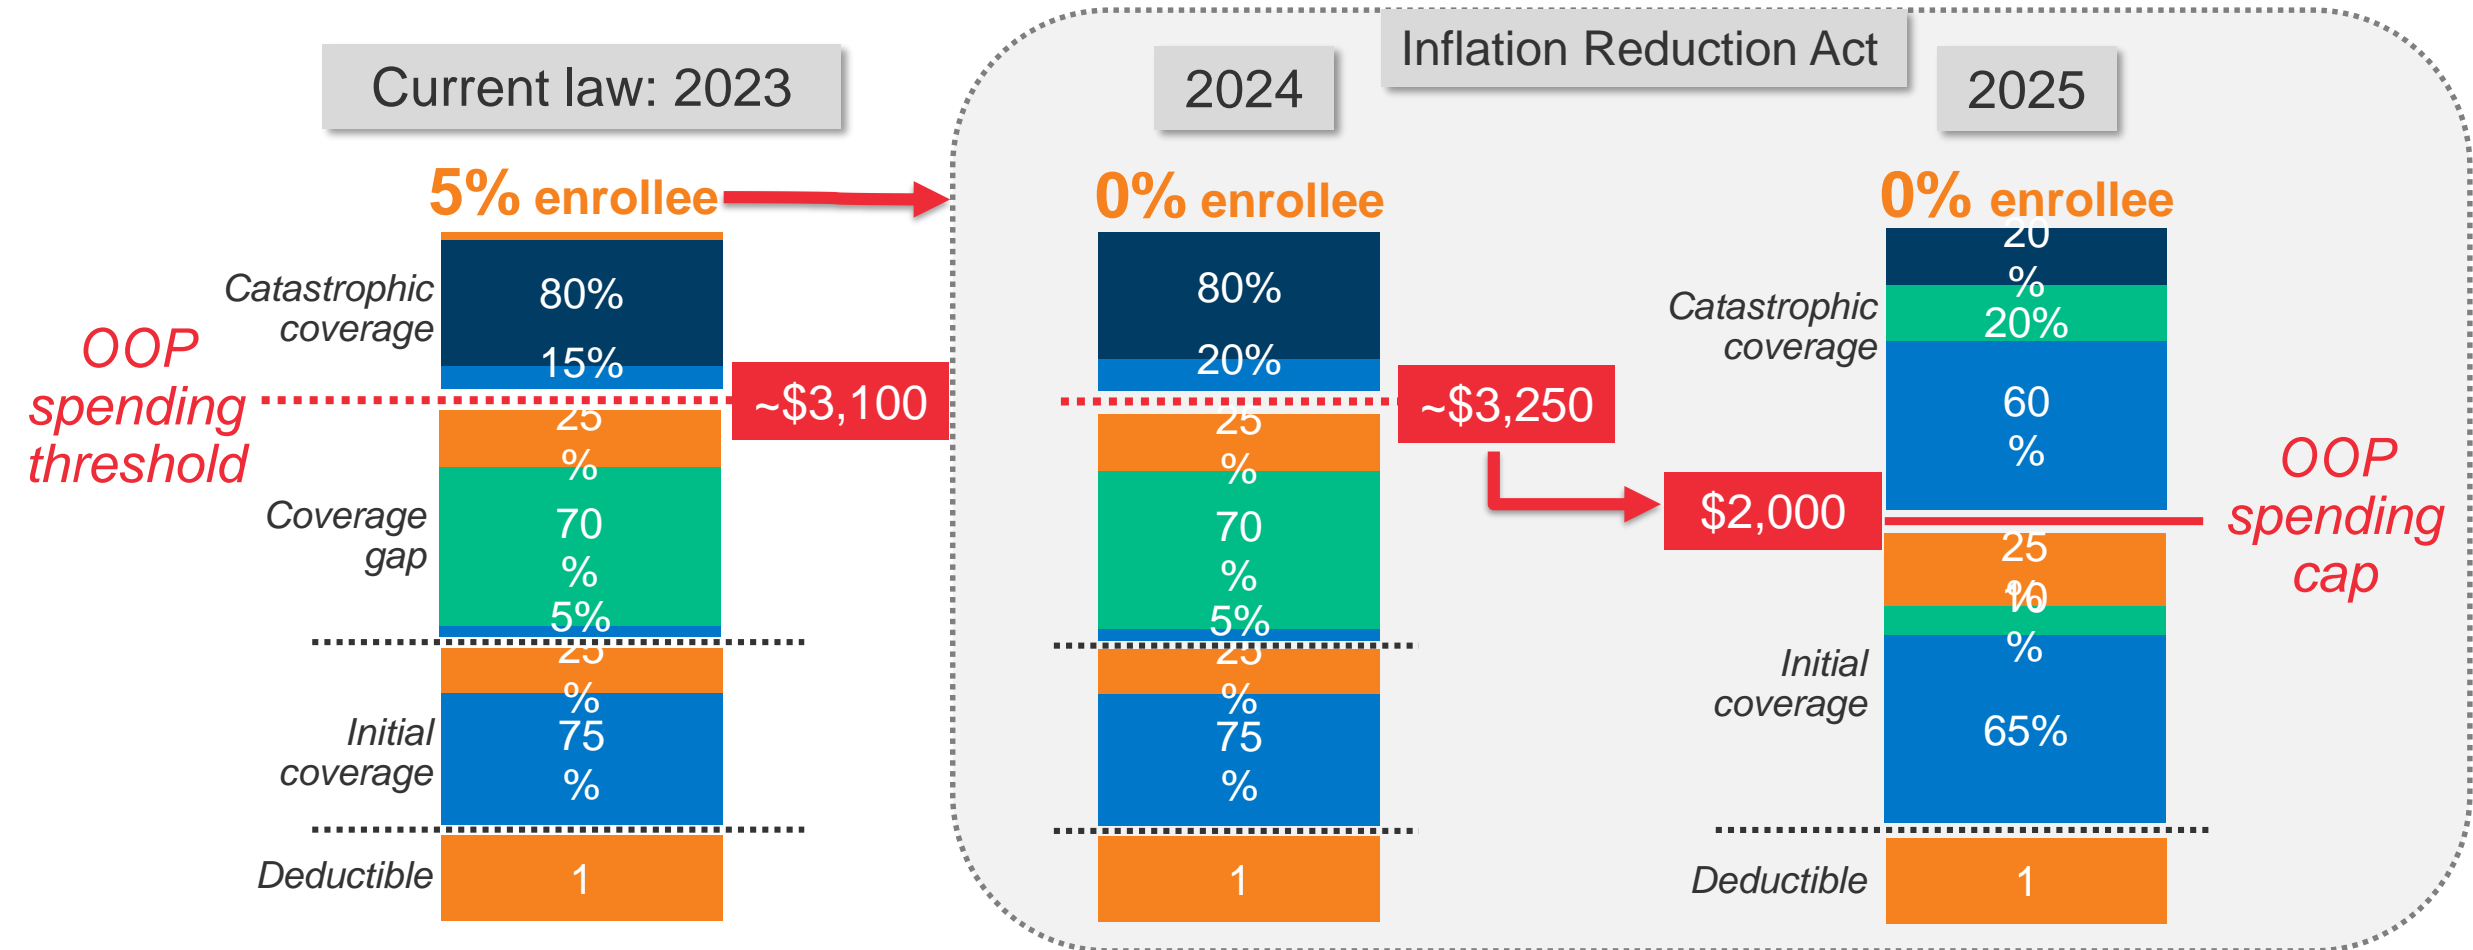 Inflation Reduction Act
Current law: 2023
5% enrollee
Catastrophic
coverage
80%
15%
OOP
spending
threshold
~$3,100
25
%
Coverage
gap
70
%
5%
25
%
Initial
coverage
75
%
Deductible
1
2024
0% enrollee
80%
20%
~$3,250
25
%
70
%
5%
25
%
75
%
1
2025
0% enrollee
20
%
Catastrophic
coverage
20%
60
%
$2,000
OOP
spending
cap
25
%
10
%
Initial
coverage
65%
Deductible
1